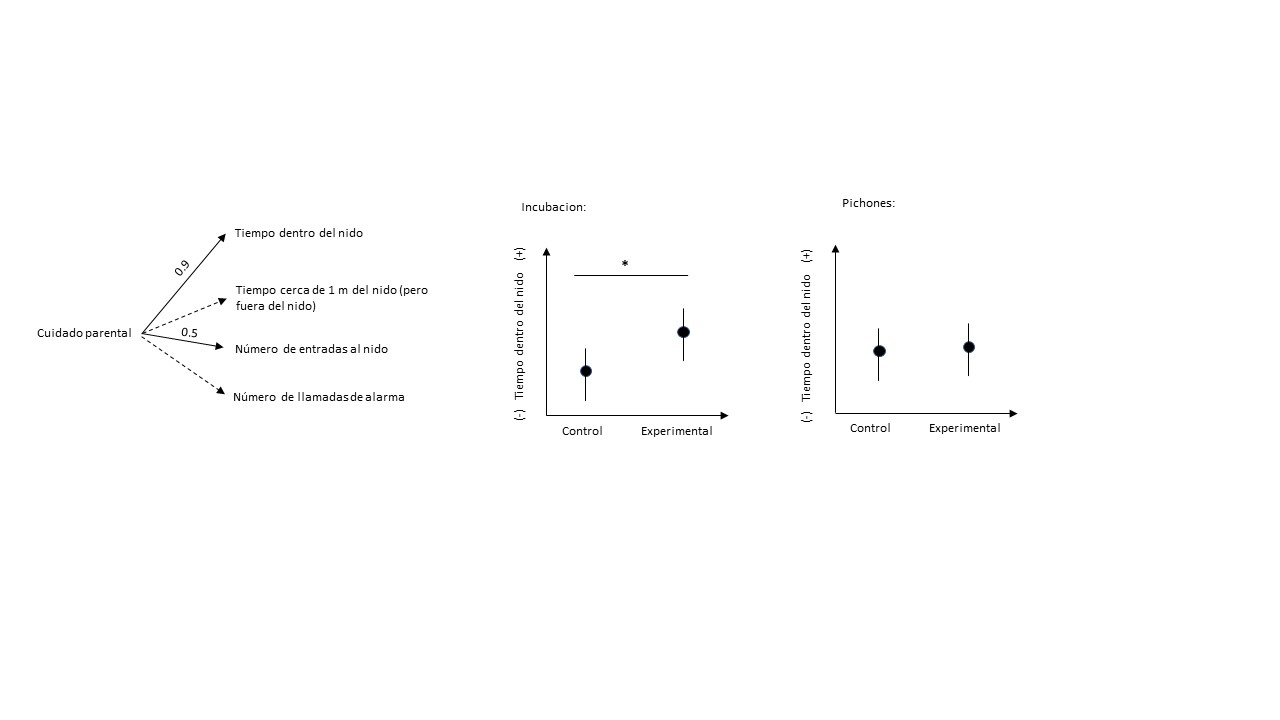 Cuidado parental
0.9
Tiempo dentro del nido
Tiempo cerca de 1 m del nido (pero
fuera del nido)
0.5
Número de entradas al nido
Número de llamadas de alarma
Incubacion:
(-) Tiempo dentro del nido (+)
*
Control Experimental
Pichones:
(-) Tiempo dentro del nido (+)
Control Experimental